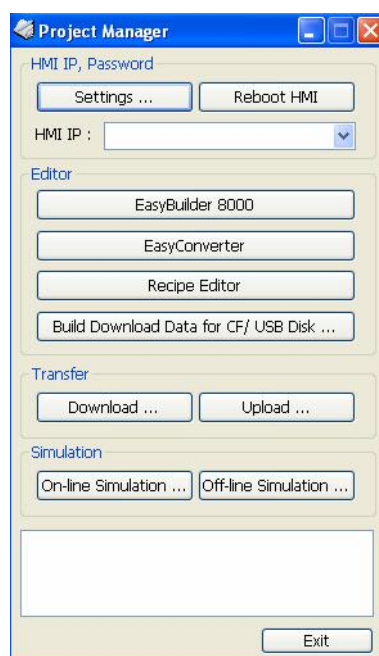 Project Manager
HMI IP, Password
Settings ... Reboot HMI
HMI IP :
Editor
EasyBuilder 8000
EasyConverter
Recipe Editor
Build Download Data for CF/ USB Disk ...
Transfer
Download ... Upload ...
Simulation
On-line Simulation ... Off-line Simulation ...
Exit